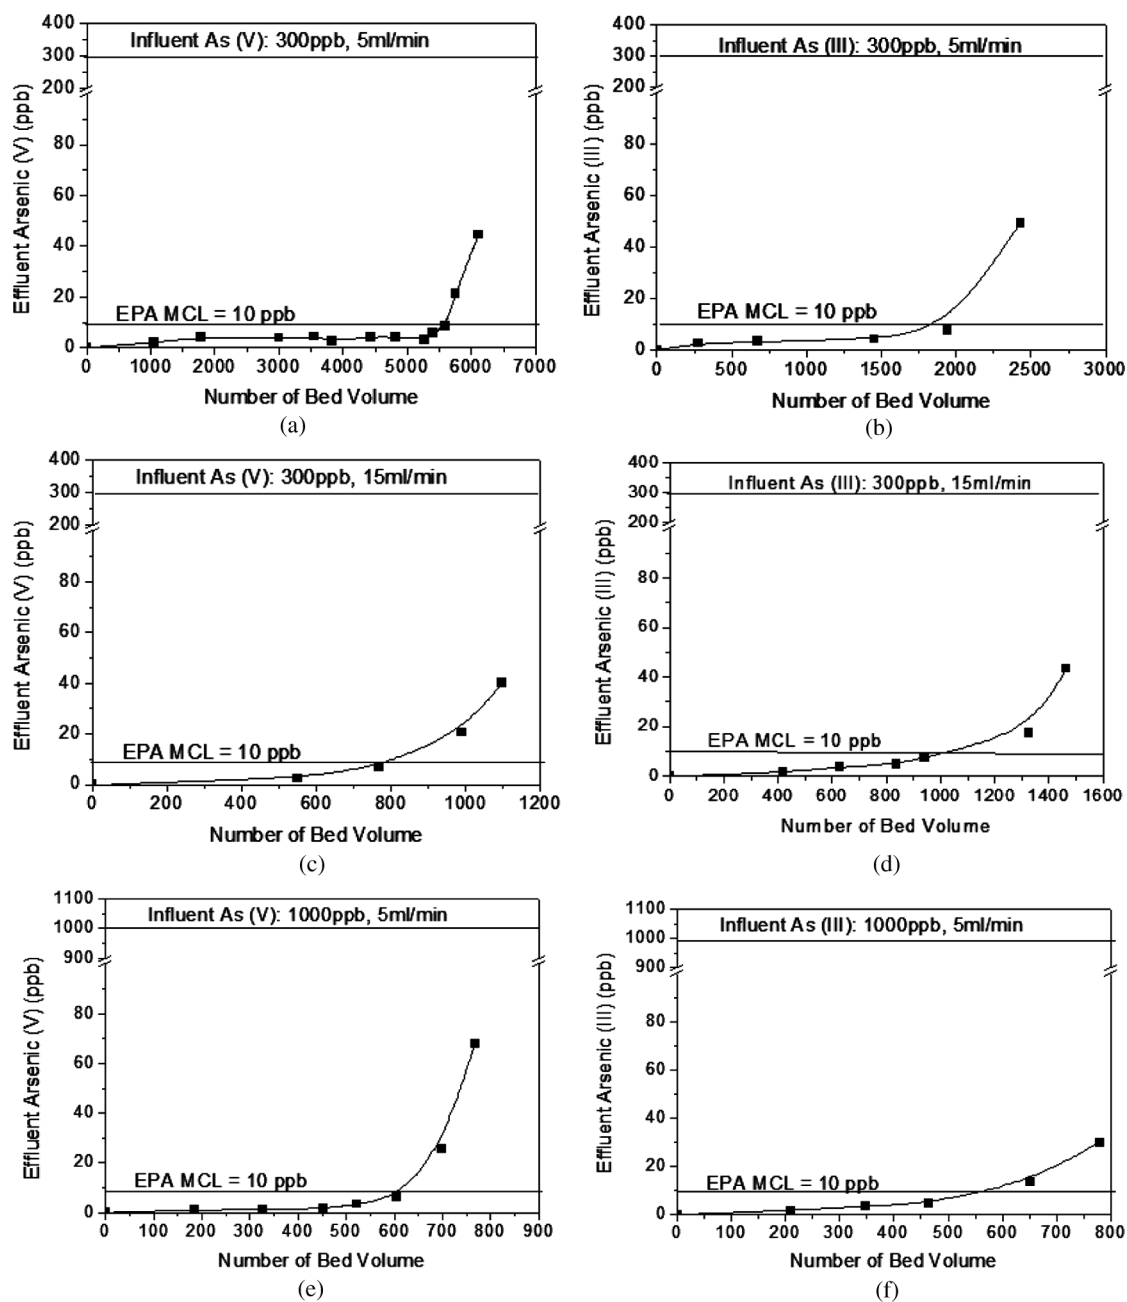 400
300
200
80
60
40
20
0
Effluent Arsenic (V) (ppb)
Influent As (V): 300ppb, 5ml/min
EPA MCL = 10 ppb
0 1000 2000 3000 4000 5000 6000 7000
Number of Bed Volume
(a)
400
300
200
80
60
40
20
0
Effluent Arsenic (III) (ppb)
Influent As (III): 300ppb, 5ml/min
EPA MCL = 10 ppb
0 500 1000 1500 2000 2500 3000
Number of Bed Volume
(b)
400
300
200
80
60
40
20
0
Effluent Arsenic (V) (ppb)
Influent As (V): 300ppb, 15ml/min
EPA MCL = 10 ppb
0 200 400 600 800 1000 1200
Number of Bed Volume
(c)
400
300
200
80
60
40
20
0
Effluent Arsenic (III) (ppb)
Influent As (III): 300ppb, 15ml/min
EPA MCL = 10 ppb
0 200 400 600 800 1000 1200 1400 1600
Number of Bed Volume
(d)
1100
1000
900
80
60
40
20
0
Effluent Arsenic (V) (ppb)
Influent As (V): 1000ppb, 5ml/min
EPA MCL = 10 ppb
0 100 200 300 400 500 600 700 800 900
Number of Bed Volume
(e)
1100
1000
900
80
60
40
20
0
Effluent Arsenic (III) (ppb)
Influent As (III): 1000ppb, 5ml/min
EPA MCL = 10 ppb
0 100 200 300 400 500 600 700 800
Number of Bed Volume
(f)